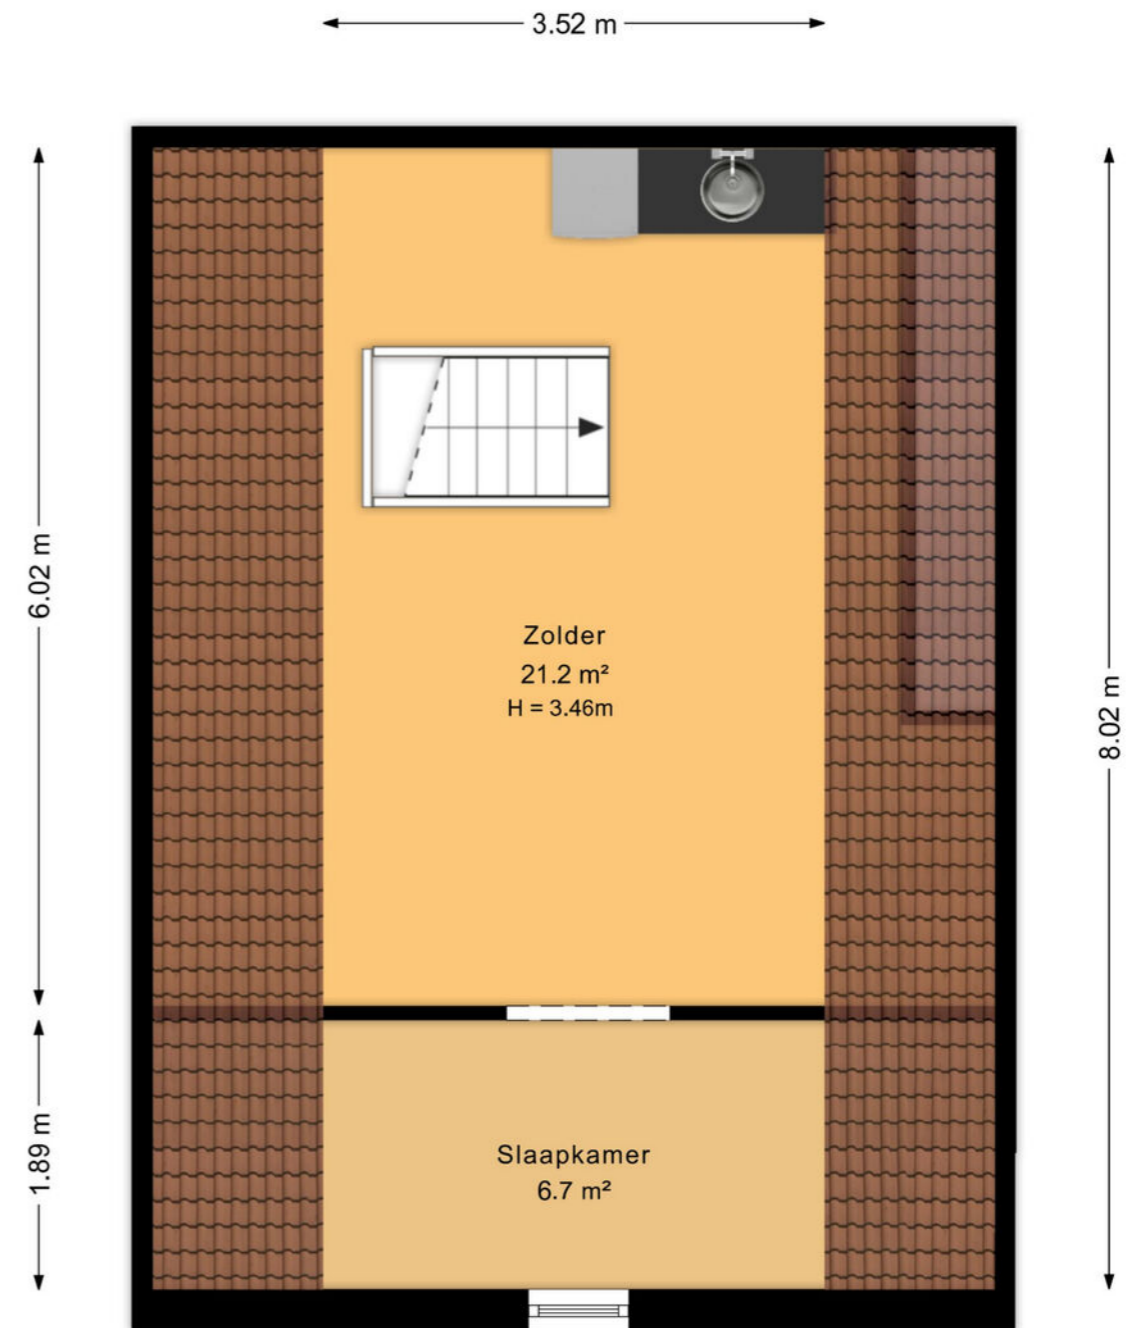 3.52 m
6.02 m
Zolder
21.2 m²
H = 3.46m
8.02 m
1.89 m
Slaapkamer
6.7 m²